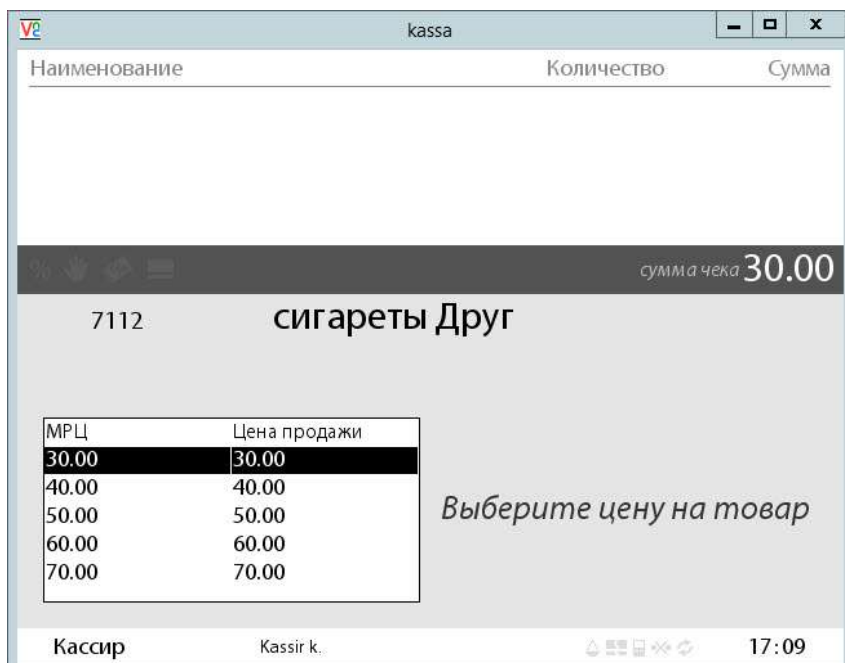 V2 kassa
Наименование Количество Сумма
% сумма чека 30.00
7112 сигареты Друг
МРЦ Цена продажи
30.00 30.00
40.00 40.00
50.00 50.00
60.00 60.00
70.00 70.00
Выберите цену на товар
Кассир Kassir k. 17:09